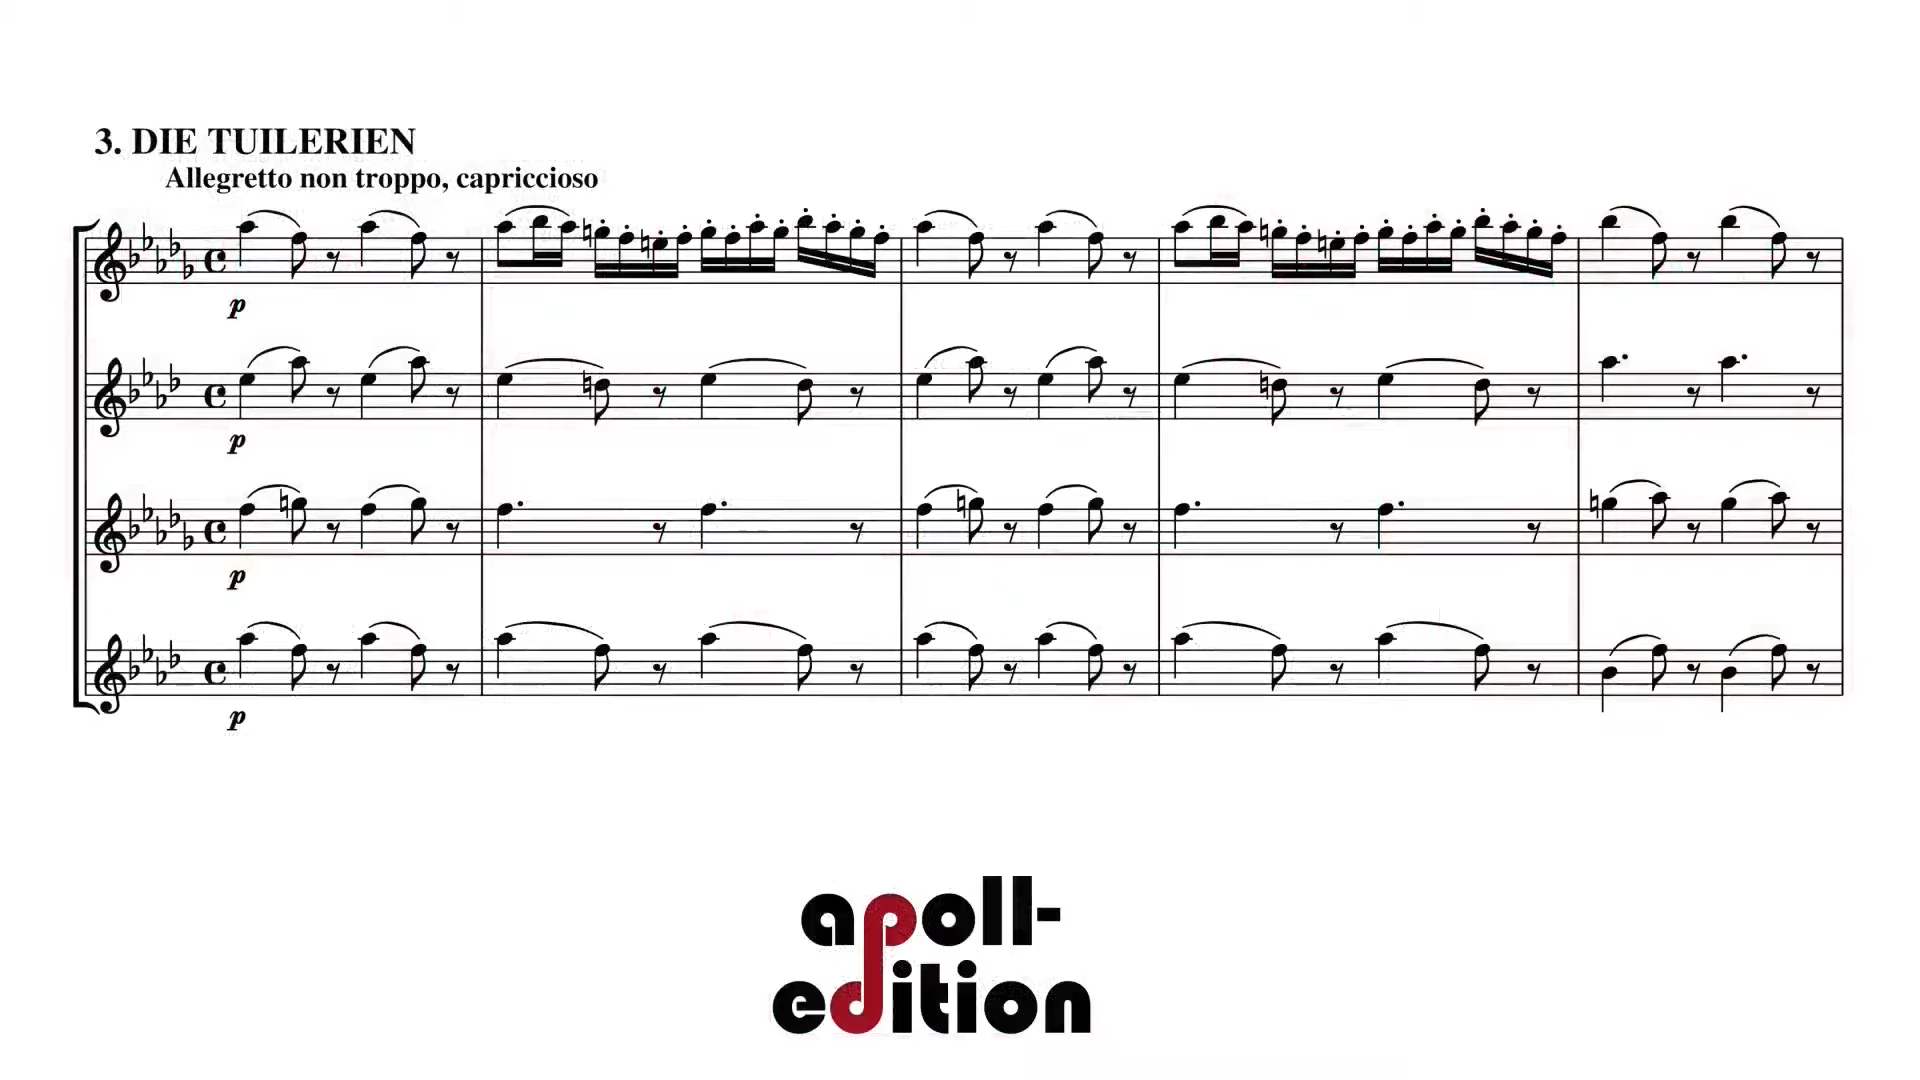 3. DIE TUILERIEN
Allegretto non troppo, capriccioso
p
p
p
p
apoll-
edition